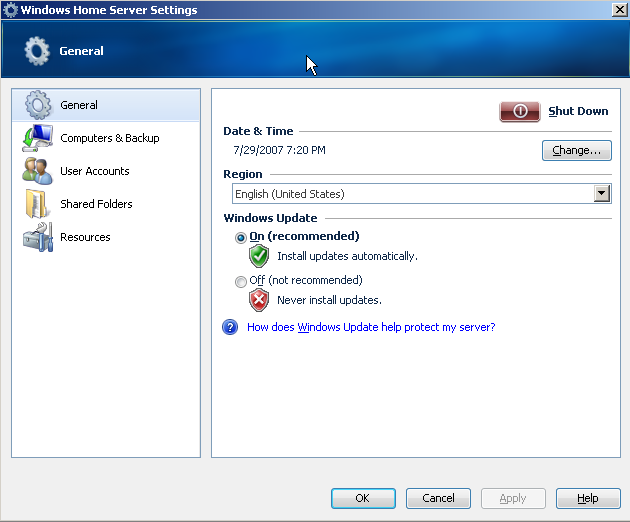 Windows Home Server Settings
General
General
Computers & Backup
User Accounts
Shared Folders
Resources
Shut Down
Date & Time
7/29/2007 7:20 PM
Change...
Region
English (United States)
Windows Update
On (recommended)
Install updates automatically.
Off (not recommended)
Never install updates.
How does Windows Update help protect my server?
OK Cancel Apply Help